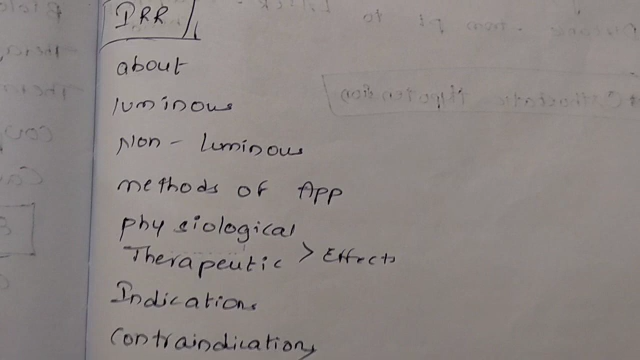 IRR
about
luminous
Non - Luminous
methods of App
physiological
Therapeutic > Effects
Indications
contraindications